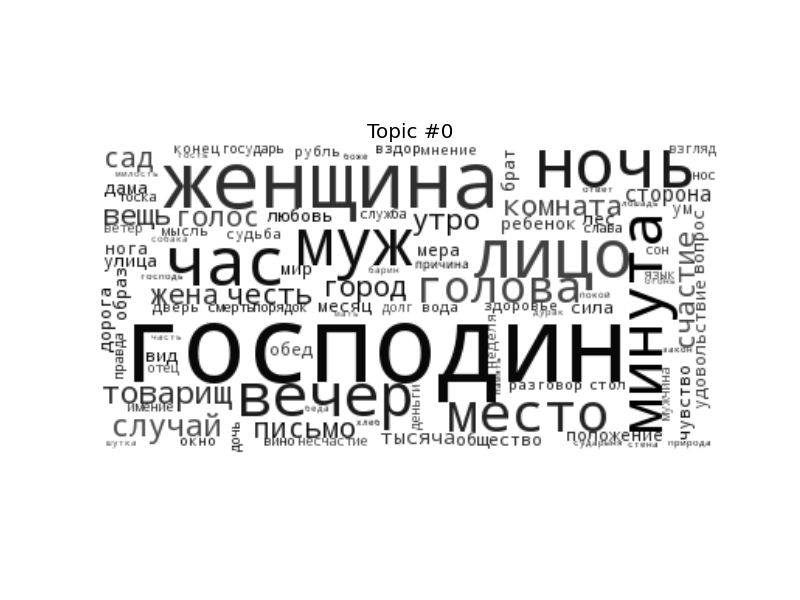 Topic #0
сад
конец
государь
рубль
боже
вздор
мнение
брат
ночь
взгляд
гость
милость
дама
тоска
женщина
ответ
нос
сторона
лошадь
вещь
голос
любовь
служба
утро
комната
ребенок
лес
слава
ум
ветер
мысль
судьба
собака
муж
мера
причина
лицо
сон
язык
огонь
нога
улица
господь
час
мир
барин
город
голова
покой
минута
счастие
вопрос
удовольствие
дорога
образ
жена
честь
дверь
смерть
порядок
месяц
мать
долг
вода
здоровье
дурак
сила
господин
правда
часть
вид
отец
обед
неделя
закон
мужчина
чувство
товарищ
имение
вечер
беда
деньги
разговор
стол
место
случай
шутка
окно
дочь
письмо
вино
несчастие
хлеб
тысяча
общество
положение
сударыня
стена
природа